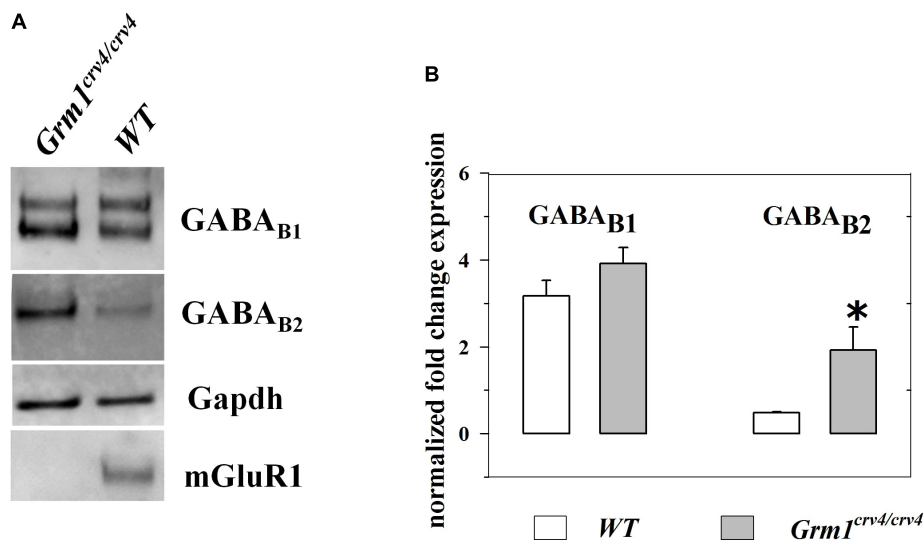 A
Grm1crv4/crv4
WT
GABAB1
GABAB2
Gapdh
mGluR1
B
normalized fold change expression
6
4
2
0
GABAB1
GABAB2
*
WT
Grm1crv4/crv4